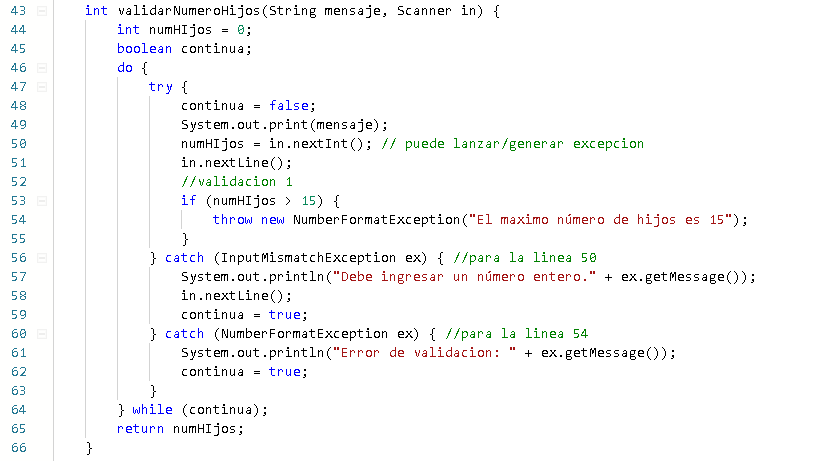 43 int validarNumeroHijos(String mensaje, Scanner in) {
44 int numHIjos = 0;
45 boolean continua;
46 do {
47 try {
48 continua = false;
49 System.out.print(mensaje);
50 numHIjos = in.nextInt(); // puede lanzar/generar excepcion
51 in.nextLine();
52 //validacion 1
53 if (numHIjos > 15) {
54 throw new NumberFormatException("El maximo número de hijos es 15");
55 }
56 } catch (InputMismatchException ex) { //para la linea 50
57 System.out.println("Debe ingresar un número entero." + ex.getMessage());
58 in.nextLine();
59 continua = true;
60 } catch (NumberFormatException ex) { //para la linea 54
61 System.out.println("Error de validacion: " + ex.getMessage());
62 continua = true;
63 }
64 } while (continua);
65 return numHIjos;
66 }